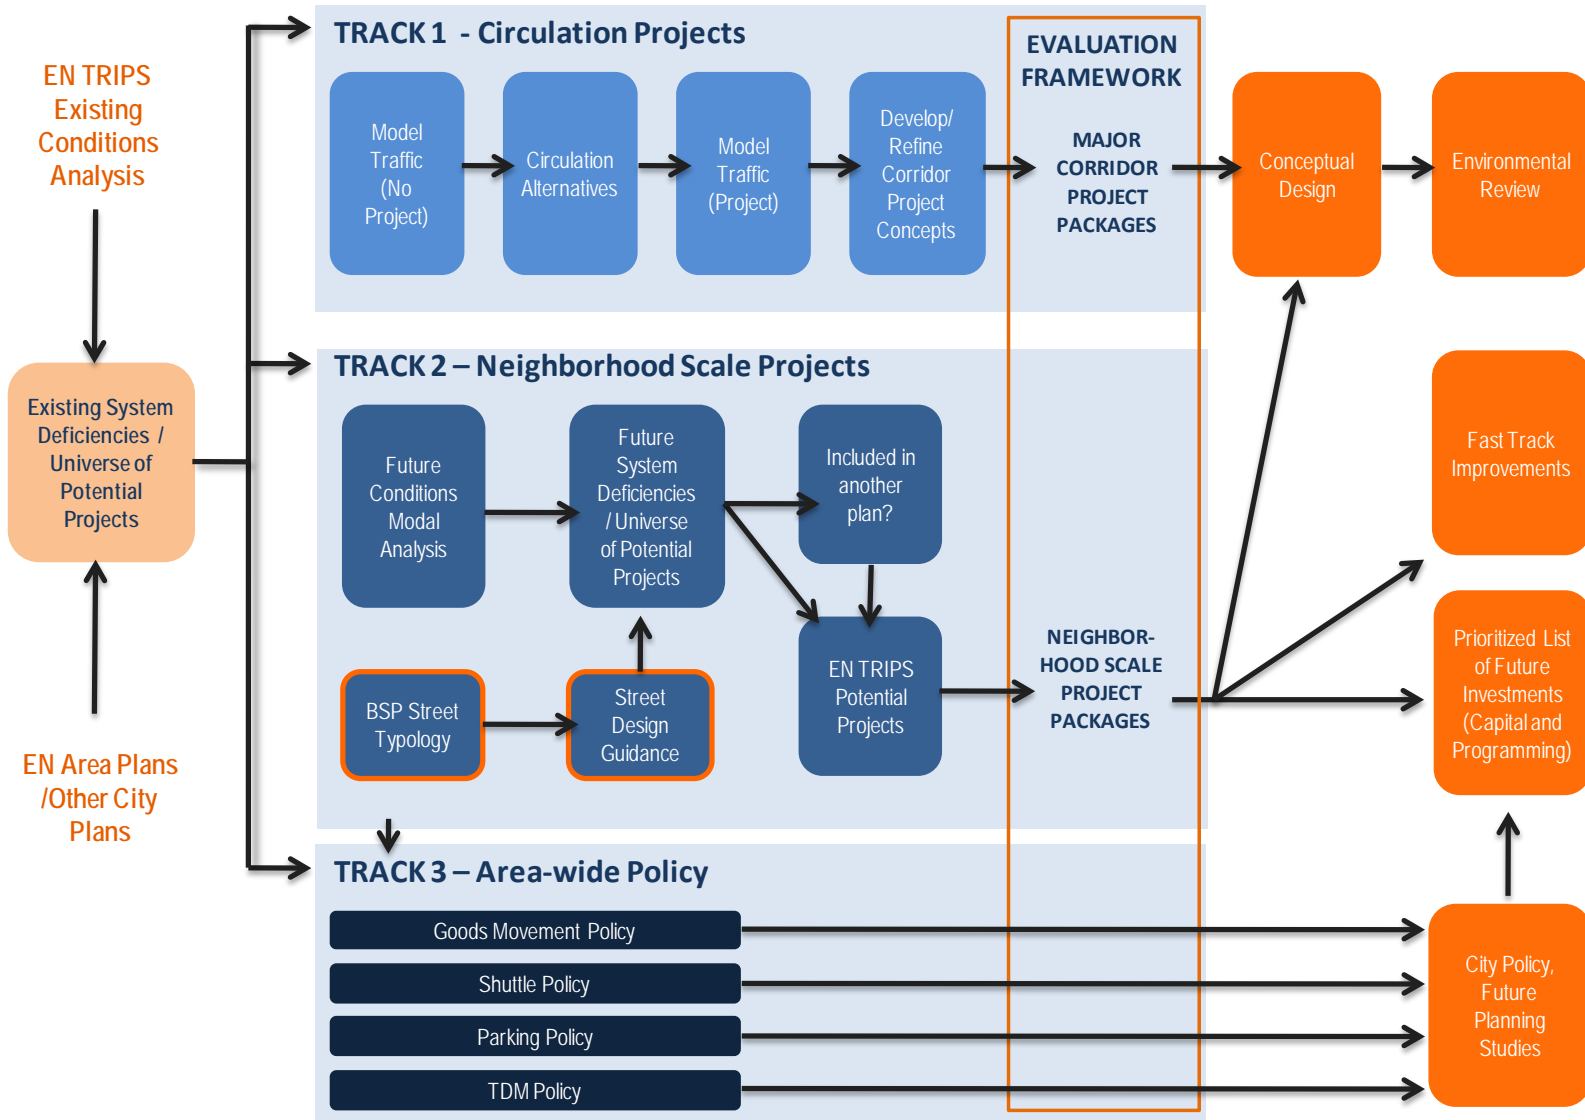 EN TRIPS
Existing
Conditions
Analysis
Existing System
Deficiencies /
Universe of
Potential
Projects
EN Area Plans
/Other City
Plans
TRACK 1 - Circulation Projects
Model
Traffic
(No
Project)
Circulation
Alternatives
Model
Traffic
(Project)
Develop/
Refine
Corridor
Project
Concepts
EVALUATION
FRAMEWORK
MAJOR
CORRIDOR
PROJECT
PACKAGES
Conceptual
Design
Environmental
Review
TRACK 2 – Neighborhood Scale Projects
Future
Conditions
Modal
Analysis
Future
System
Deficiencies
/ Universe
of Potential
Projects
Included in
another
plan?
BSP Street
Typology
Street
Design
Guidance
EN TRIPS
Potential
Projects
NEIGHBOR-
HOOD SCALE
PROJECT
PACKAGES
Fast Track
Improvements
Prioritized List
of Future
Investments
(Capital and
Programming)
TRACK 3 – Area-wide Policy
Goods Movement Policy
Shuttle Policy
Parking Policy
TDM Policy
City Policy,
Future
Planning
Studies